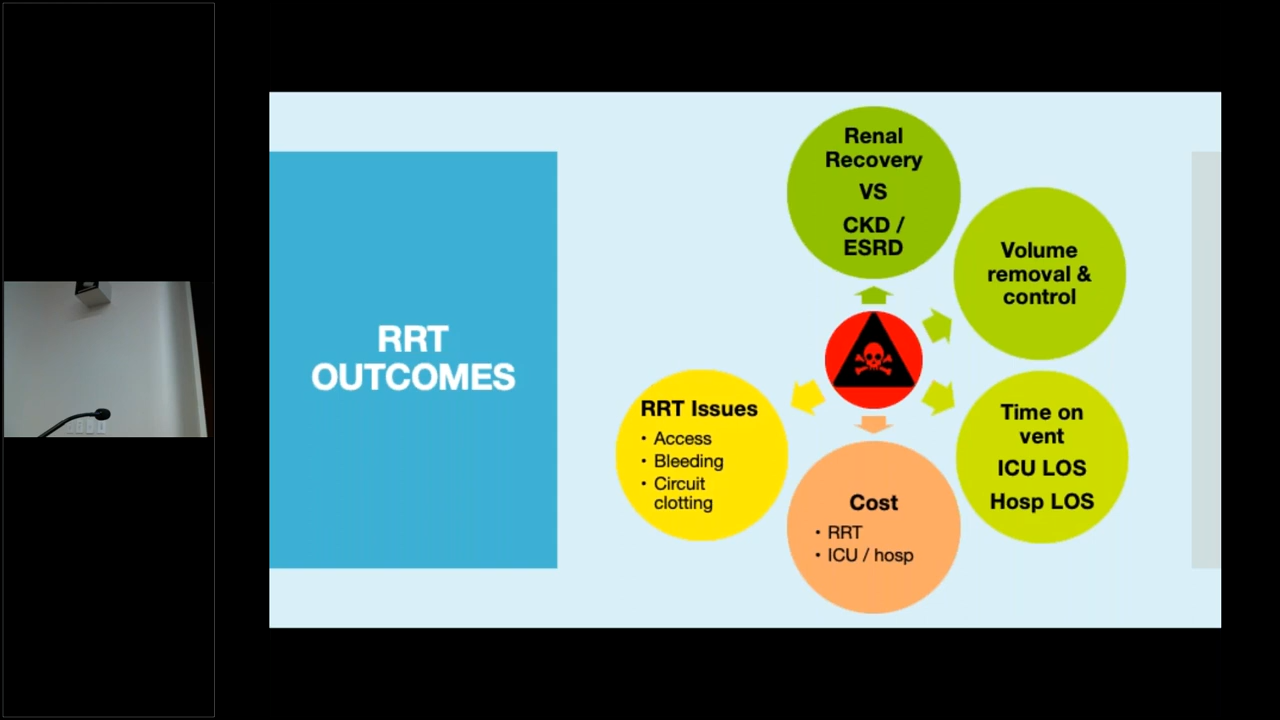 RRT
OUTCOMES
Renal
Recovery
VS
CKD /
ESRD
Volume
removal &
control
Time on
vent
ICU LOS
Hosp LOS
Cost
• RRT
• ICU / hosp
RRT Issues
• Access
• Bleeding
• Circuit
clotting